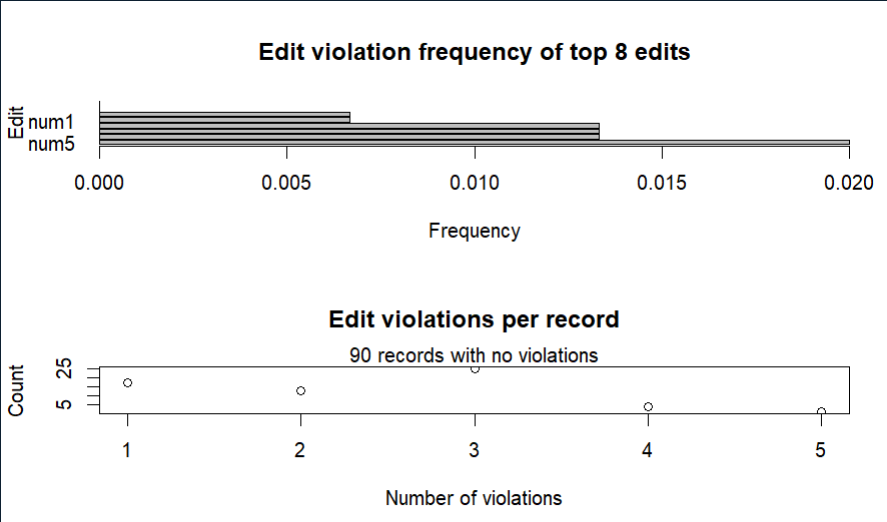 Edit violation frequency of top 8 edits
Edit
num1
num5
0.000 0.005 0.010 0.015 0.020
Frequency
Edit violations per record
90 records with no violations
Count
25
5
1 2 3 4 5
Number of violations